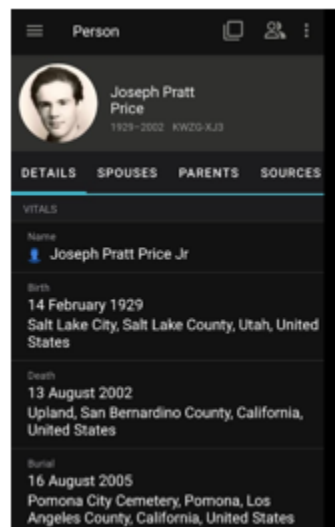 Person
Joseph Pratt
Price
1929–2002 KWZG-XJ3
DETAILS SPOUSES PARENTS SOURCES
VITALS
Name
Joseph Pratt Price Jr
Birth
14 February 1929
Salt Lake City, Salt Lake County, Utah, United
States
Death
13 August 2002
Upland, San Bernardino County, California,
United States
Burial
16 August 2005
Pomona City Cemetery, Pomona, Los
Angeles County, California, United States